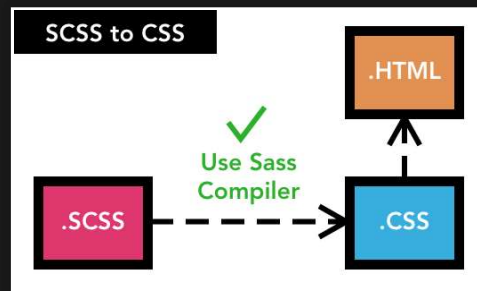 SCSS to CSS
.HTML
Use Sass
Compiler
.SCSS
.CSS